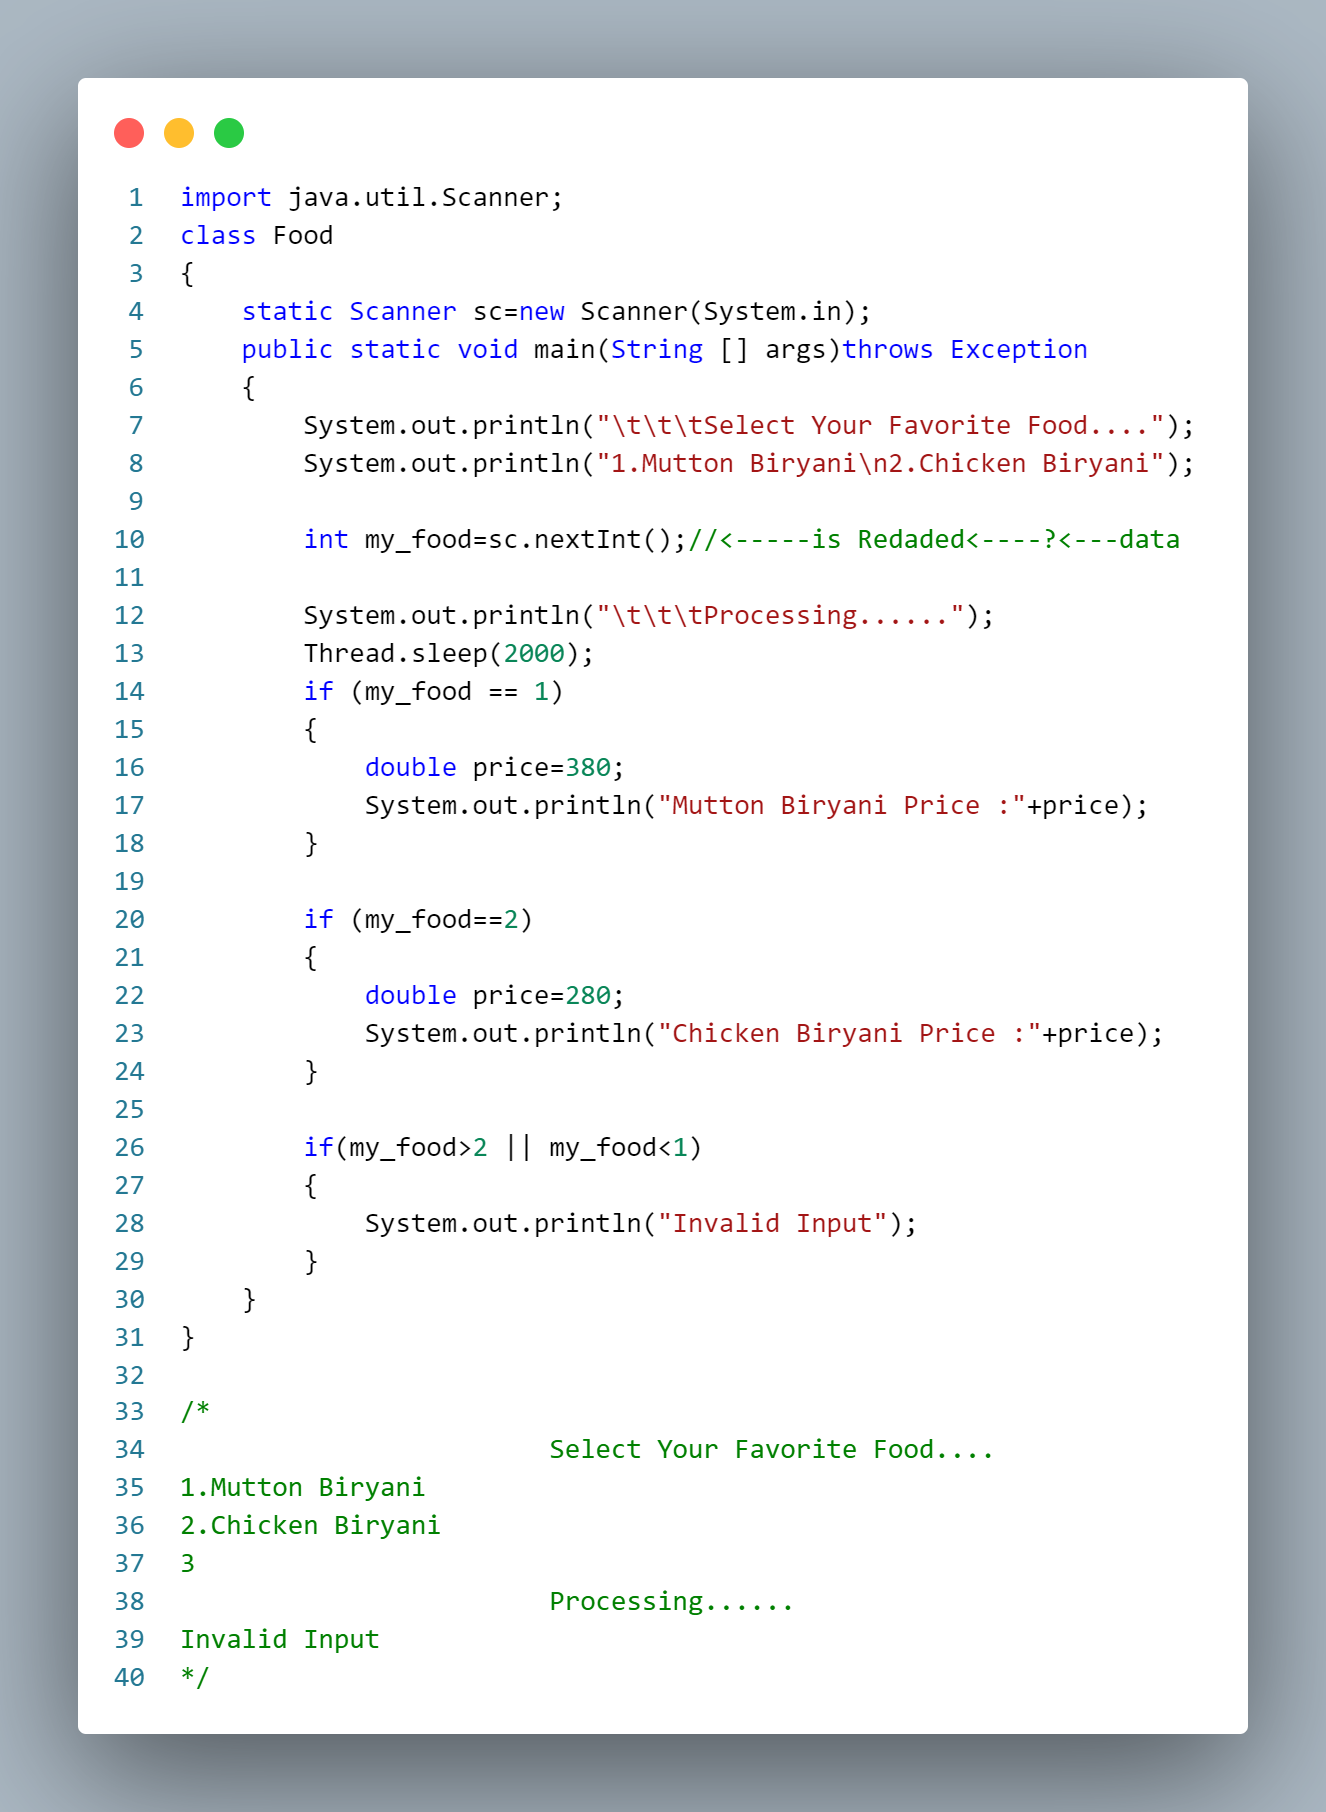 1 import java.util.Scanner;
2 class Food
3 {
4     static Scanner sc=new Scanner(System.in);
5     public static void main(String [] args)throws Exception
6     {
7         System.out.println("\t\t\tSelect Your Favorite Food....");
8         System.out.println("1.Mutton Biryani\n2.Chicken Biryani");
9
10         int my_food=sc.nextInt();//<-----is Redaded<----?<---data
11
12         System.out.println("\t\t\tProcessing......");
13         Thread.sleep(2000);
14         if (my_food == 1)
15         {
16             double price=380;
17             System.out.println("Mutton Biryani Price :"+price);
18         }
19
20         if (my_food==2)
21         {
22             double price=280;
23             System.out.println("Chicken Biryani Price :"+price);
24         }
25
26         if(my_food>2 || my_food<1)
27         {
28             System.out.println("Invalid Input");
29         }
30     }
31 }
32
33 /*
34                         Select Your Favorite Food....
35 1.Mutton Biryani
36 2.Chicken Biryani
37 3
38                         Processing......
39 Invalid Input
40 */